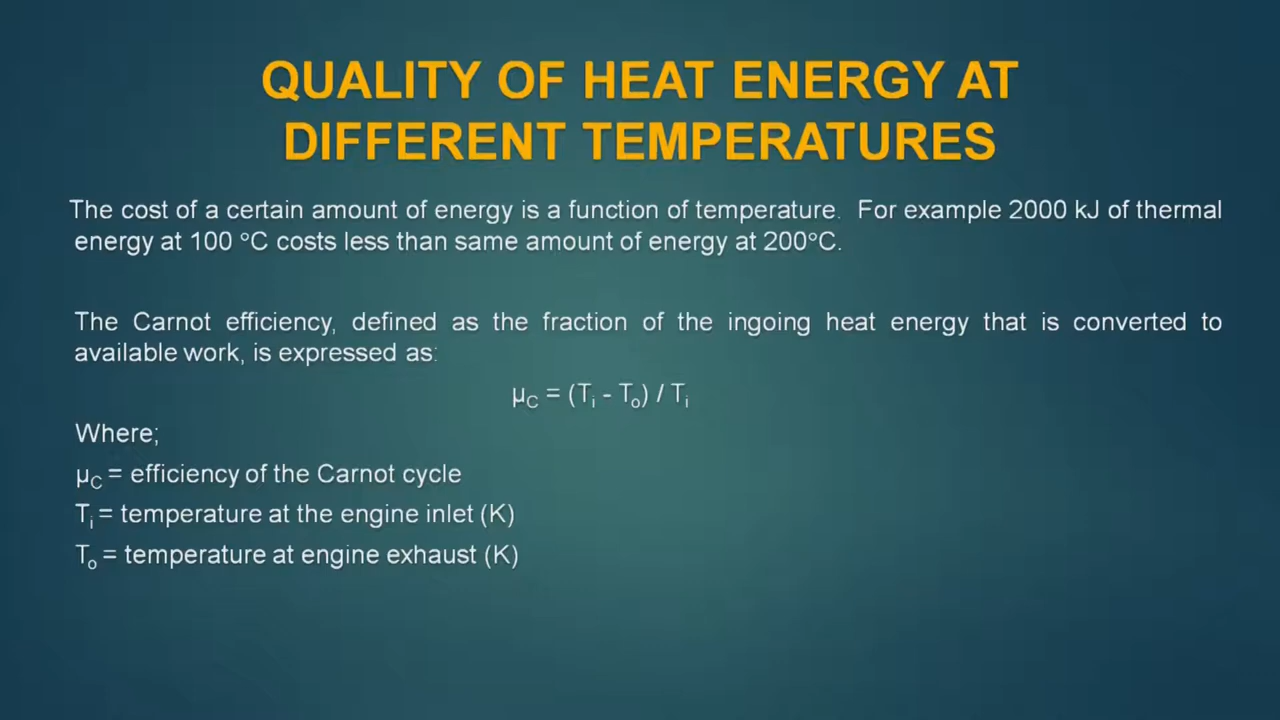 QUALITY OF HEAT ENERGY AT
DIFFERENT TEMPERATURES
The cost of a certain amount of energy is a function of temperature. For example 2000 kJ of thermal
energy at 100 °C costs less than same amount of energy at 200°C.
The Carnot efficiency, defined as the fraction of the ingoing heat energy that is converted to
available work, is expressed as:
μC = (Ti - To) / Ti
Where;
μC = efficiency of the Carnot cycle
Ti = temperature at the engine inlet (K)
To = temperature at engine exhaust (K)